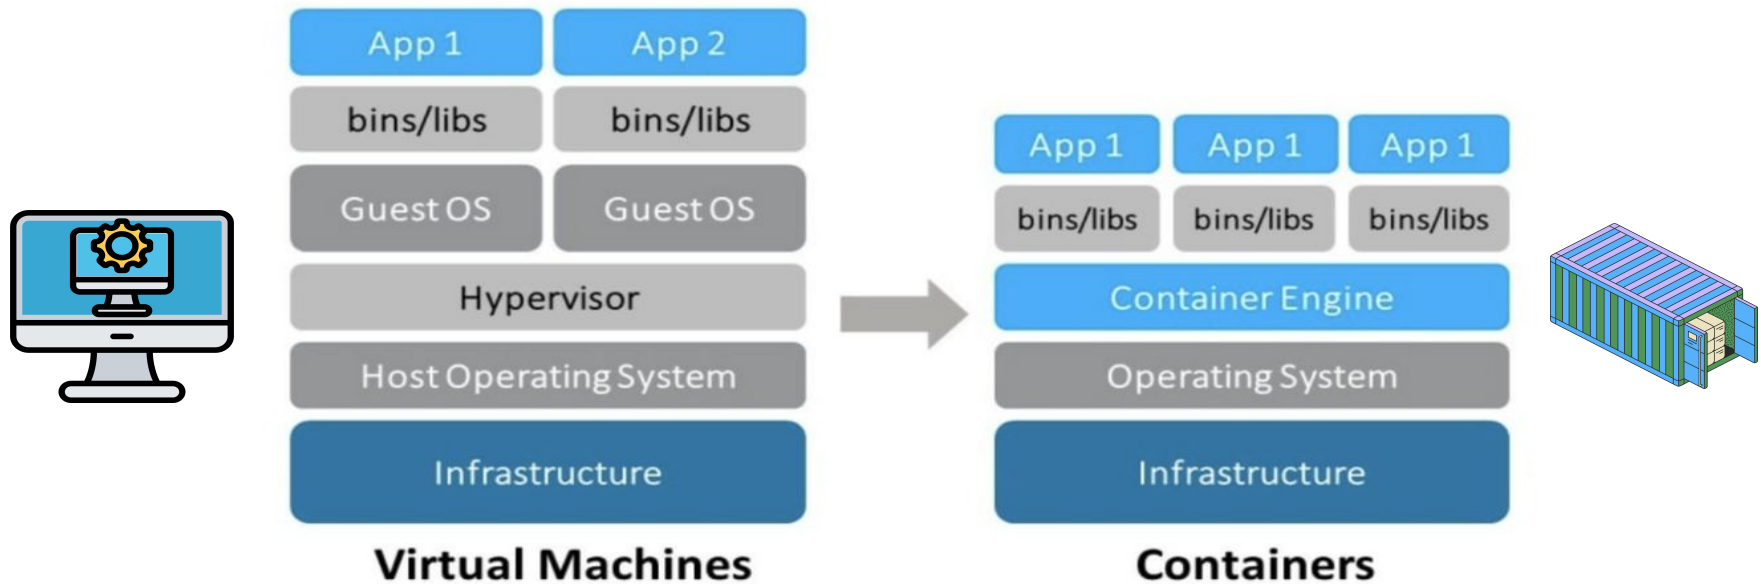 App 1
App 2
bins/libs
bins/libs
Guest OS
Guest OS
Hypervisor
Host Operating System
Infrastructure
Virtual Machines
App 1
App 1
App 1
bins/libs
bins/libs
bins/libs
Container Engine
Operating System
Infrastructure
Containers